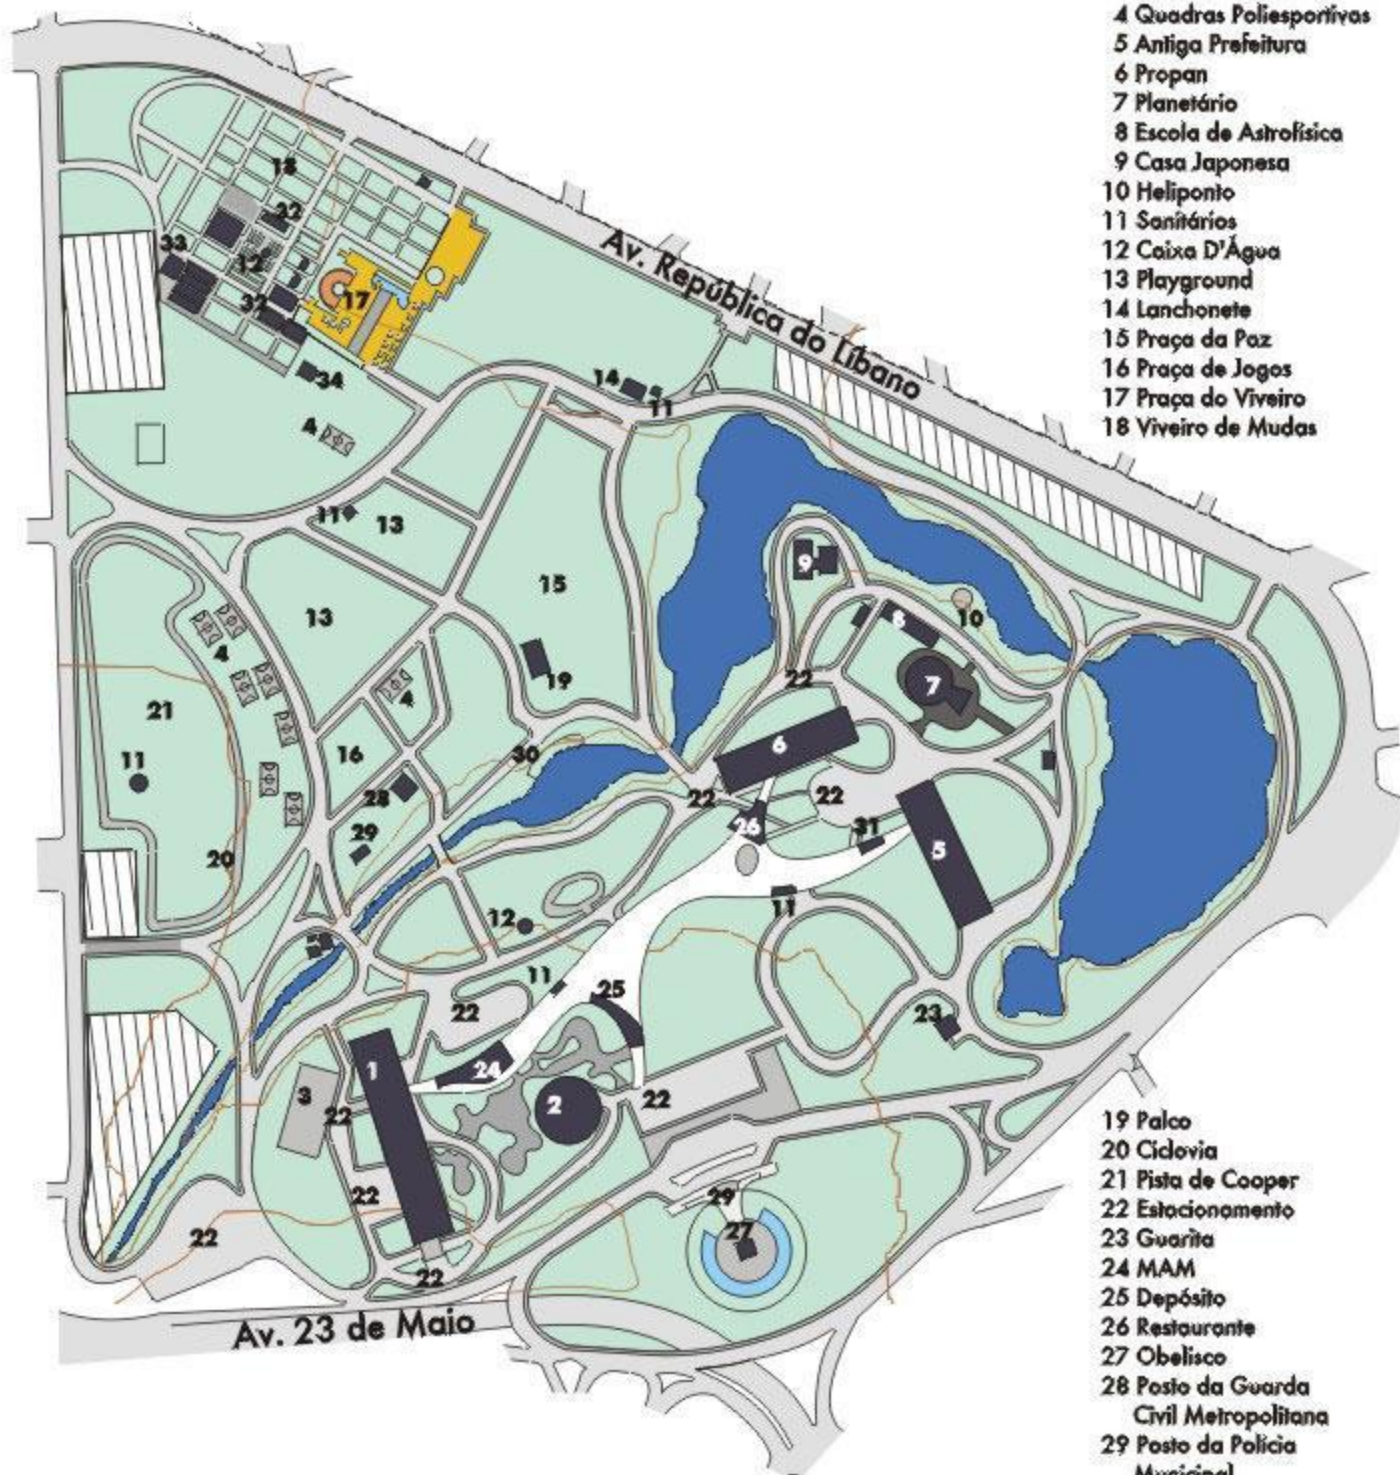 4 Quadras Poliesportivas
5 Antiga Prefeitura
6 Propan
7 Planetário
8 Escola de Astrofísica
9 Casa Japonesa
10 Heliponto
11 Sanitários
12 Caixa D'Água
13 Playground
14 Lanchonete
15 Praça da Paz
16 Praça de Jogos
17 Praça do Viveiro
18 Viveiro de Mudas
18
22
33
12
32
17
34
4
Av. República do Líbano
14
11
11
13
15
13
9
10
8
4
19
22
7
21
4
16
6
30
11
28
22
22
26
31
5
29
20
11
12
11
25
22
23
1
24
3
22
2
22
22
29
27
22
22
Av. 23 de Maio
19 Palco
20 Ciclovia
21 Pista de Cooper
22 Estacionamento
23 Guarita
24 MAM
25 Depósito
26 Restaurante
27 Obelisco
28 Posto da Guarda
Civil Metropolitana
29 Posto da Polícia